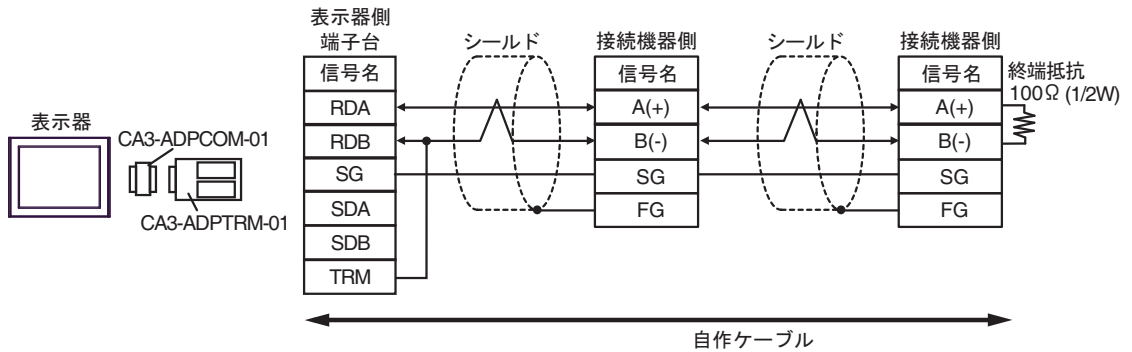 表示器
CA3-ADPCOM-01
CA3-ADPTRM-01
表示器側
端子台
信号名
RDA
RDB
SG
SDA
SDB
TRM
シールド
接続機器側
信号名
A(+)
B(-)
SG
FG
シールド
接続機器側
信号名
A(+)
B(-)
SG
FG
終端抵抗
100Ω (1/2W)
自作ケーブル